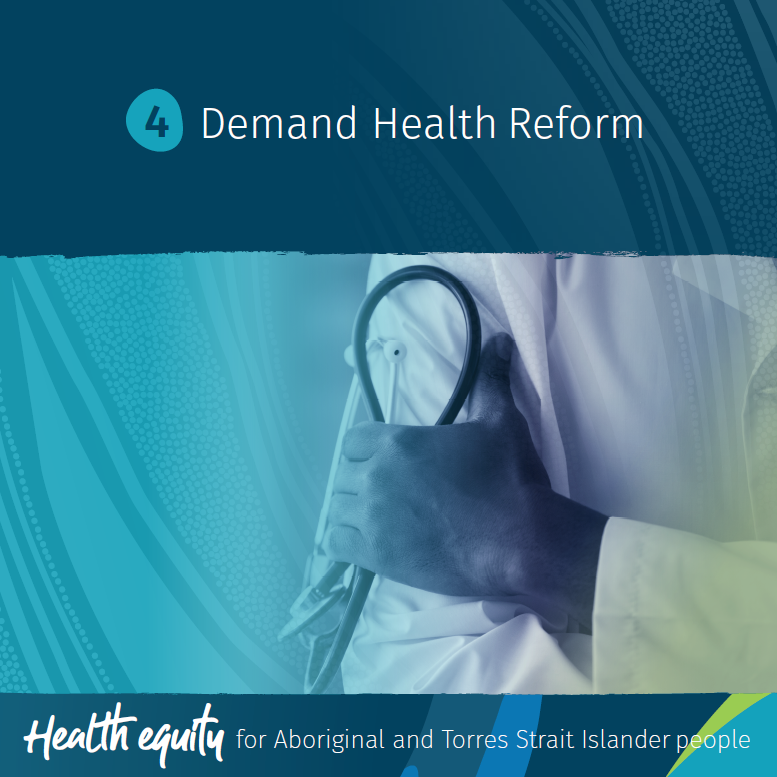 4 Demand Health Reform
Health equity for Aboriginal and Torres Strait Islander people